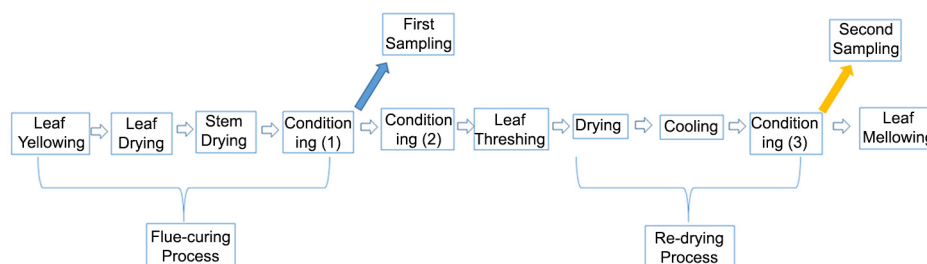 First
Sampling
Second
Sampling
Leaf
Yellowing
Leaf
Drying
Stem
Drying
Condition
ing (1)
Condition
ing (2)
Leaf
Threshing
Drying
Cooling
Condition
ing (3)
Leaf
Mellowing
Flue-curing
Process
Re-drying
Process